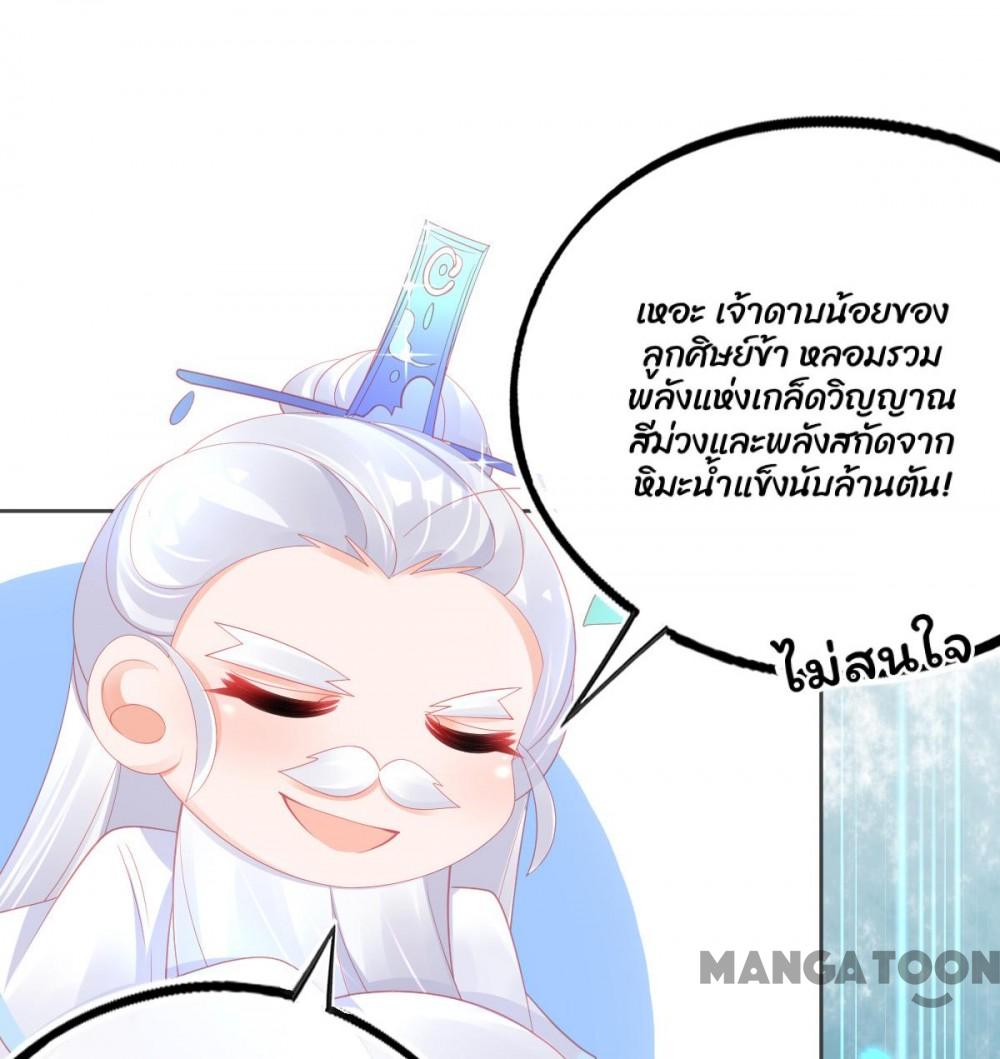 เหอะ เจ้าดาบน้อยของ
ลูกศิษย์ข้า หลอมรวม
พลังแห่งเกล็ดวิญญาณ
สีม่วงและพลังสกัดจาก
หิมะน้ำแข็งนับล้านตัน!
ไม่สนใจ
MANGATOON